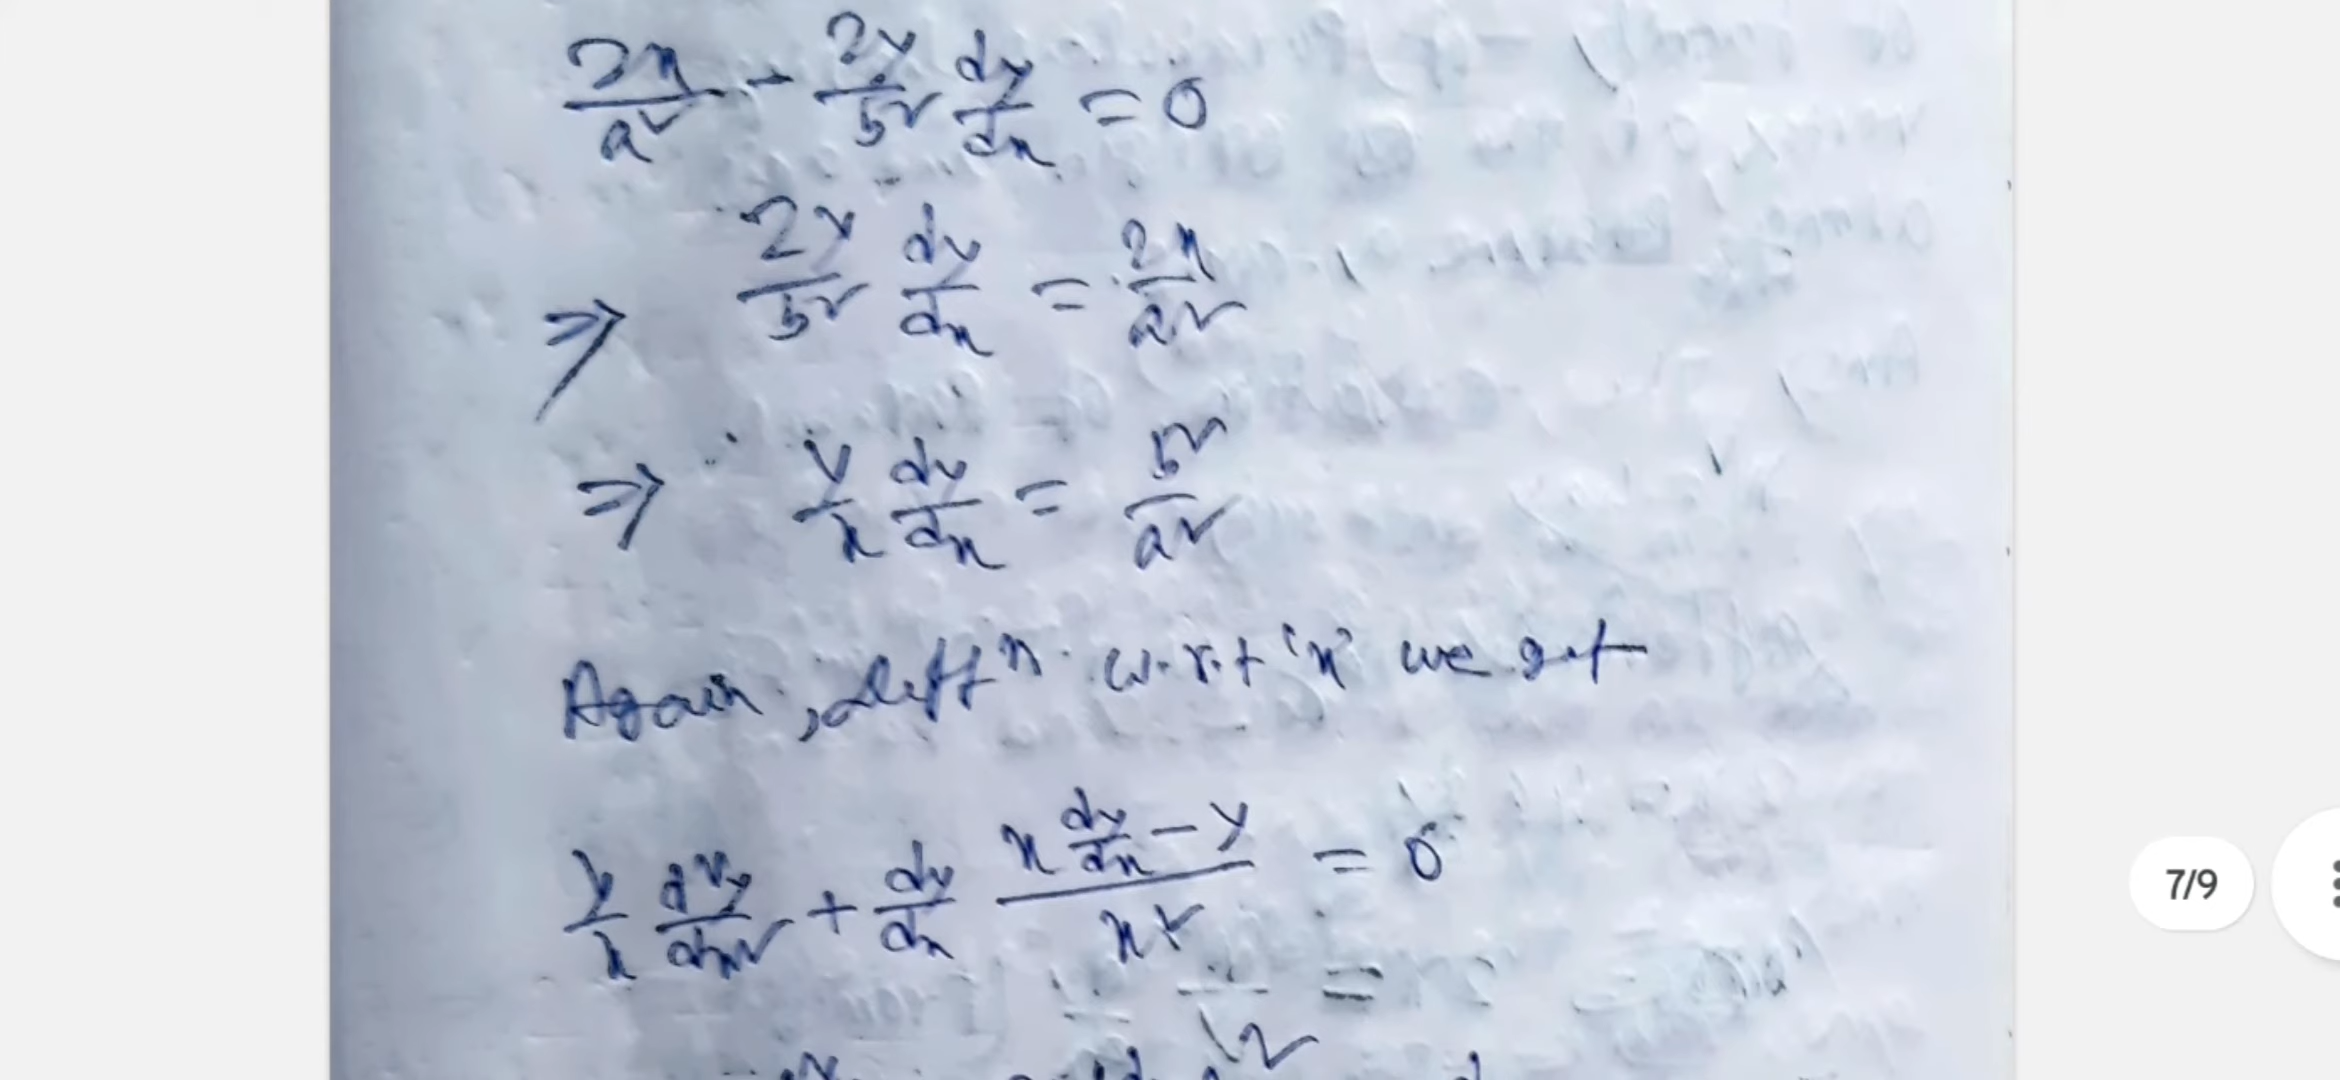 2x/a² - 2y/b² dy/dx = 0
⇒ 2y/b² dy/dx = 2x/a²
⇒ y/x dy/dx = b²/a²
Again, diffⁿ. w.r.t 'x' we get
y/x d²y/dx² + dy/dx (x dy/dx - y)/x² = 0
7/9